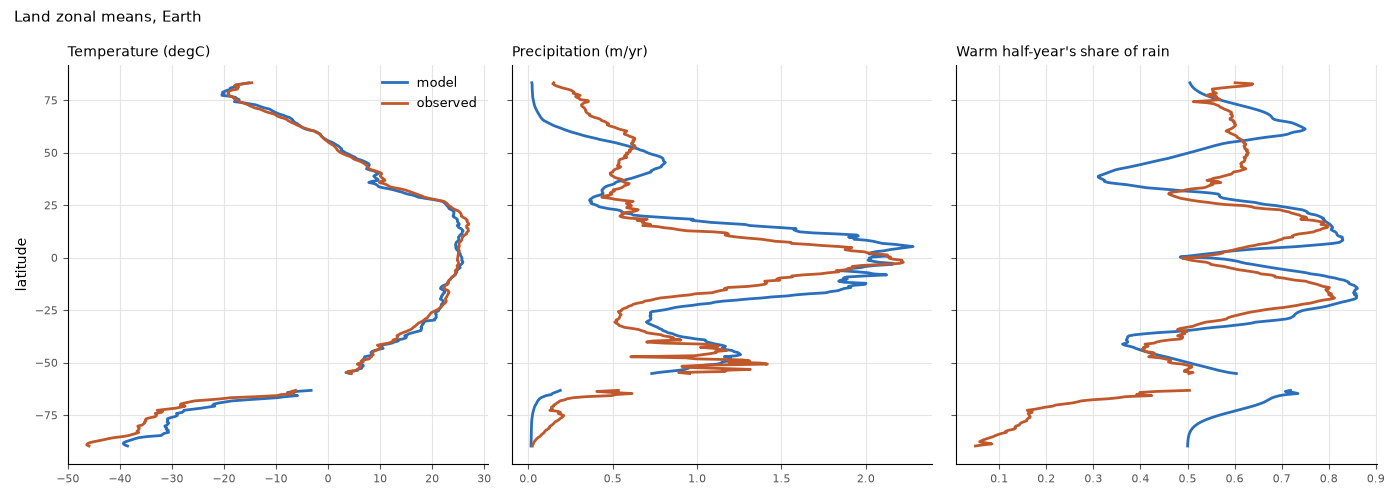 Land zonal means, Earth
Temperature (degC)
Precipitation (m/yr)
Warm half-year's share of rain
model
observed
latitude
75
50
25
0
−25
−50
−75
−50 −40 −30 −20 −10 0 10 20 30
0.0 0.5 1.0 1.5 2.0
0.1 0.2 0.3 0.4 0.5 0.6 0.7 0.8 0.9